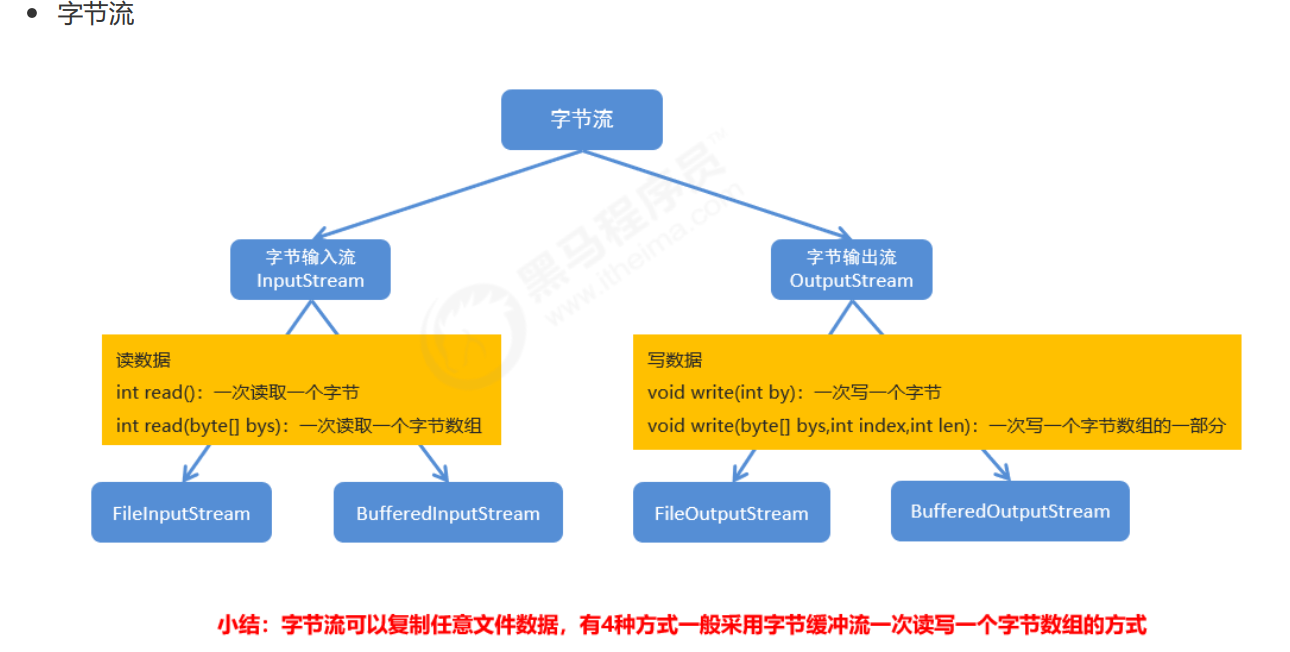 字节流
字节流
字节输入流
InputStream
字节输出流
OutputStream
读数据
int read()：一次读取一个字节
int read(byte[] bys)：一次读取一个字节数组
写数据
void write(int by)：一次写一个字节
void write(byte[] bys,int index,int len)：一次写一个字节数组的一部分
FileInputStream
BufferedInputStream
FileOutputStream
BufferedOutputStream
黑马程序员™
www.itheima.com
小结：字节流可以复制任意文件数据，有4种方式一般采用字节缓冲流一次读写一个字节数组的方式